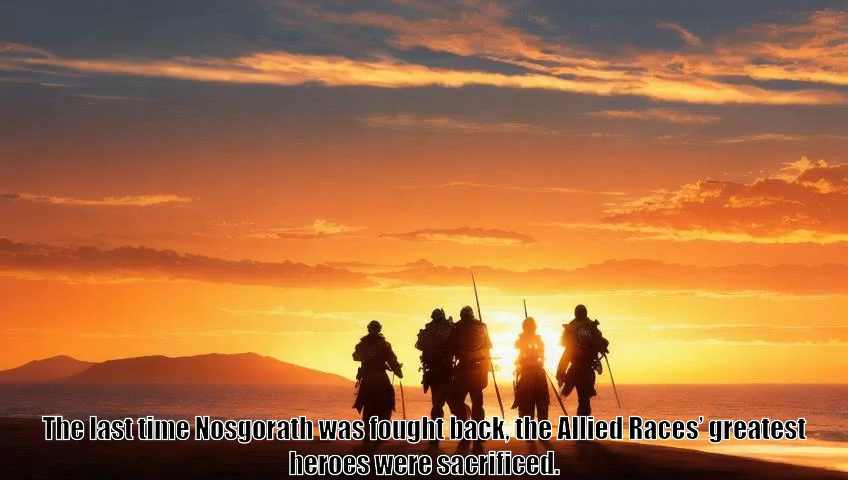 The last time Nosgorath was fought back, the Allied Races' greatest
heroes were sacrificed.